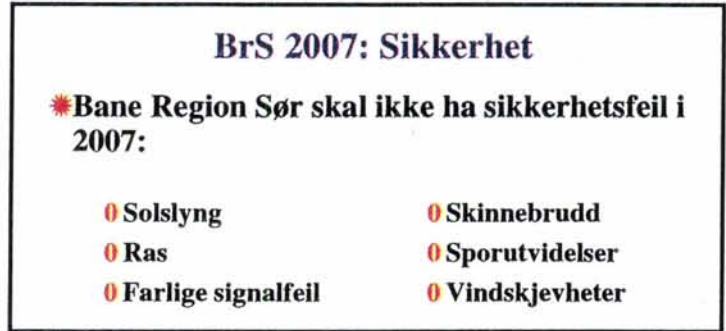 BrS 2007: Sikkerhet
Bane Region Sør skal ikke ha sikkerhetsfeil i
2007:
0 Solslyng
0 Skinnebrudd
0 Ras
0 Sporutvidelser
0 Farlige signalfeil
0 Vindskjevheter